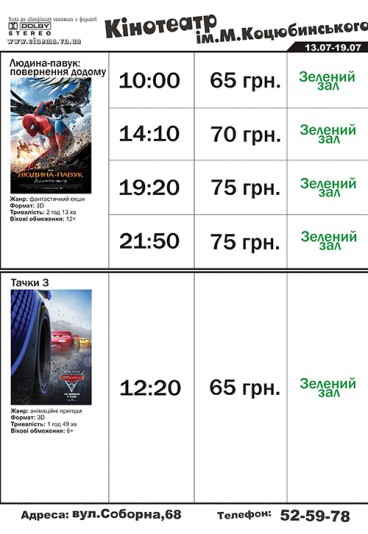 DOLBY
STEREO
www.cinema.vn.ua
Кінотеатр
ім.М.Коцюбинського
13.07-19.07
Людина-павук:
повернення додому
ЛЮДИНА-ПАВУК
Жанр: фантастичний екшн
Формат: 3D
Тривалість: 2 год 13 хв
Вікові обмеження: 12+
10:00 65 грн. Зелений
зал
14:10 70 грн. Зелений
зал
19:20 75 грн. Зелений
зал
21:50 75 грн. Зелений
зал
Тачки 3
Жанр: анімаційні пригоди
Формат: 3D
Тривалість: 1 год 49 хв
Вікові обмеження: 6+
12:20 65 грн. Зелений
зал
Адреса: вул.Соборна,68 Телефон: 52-59-78